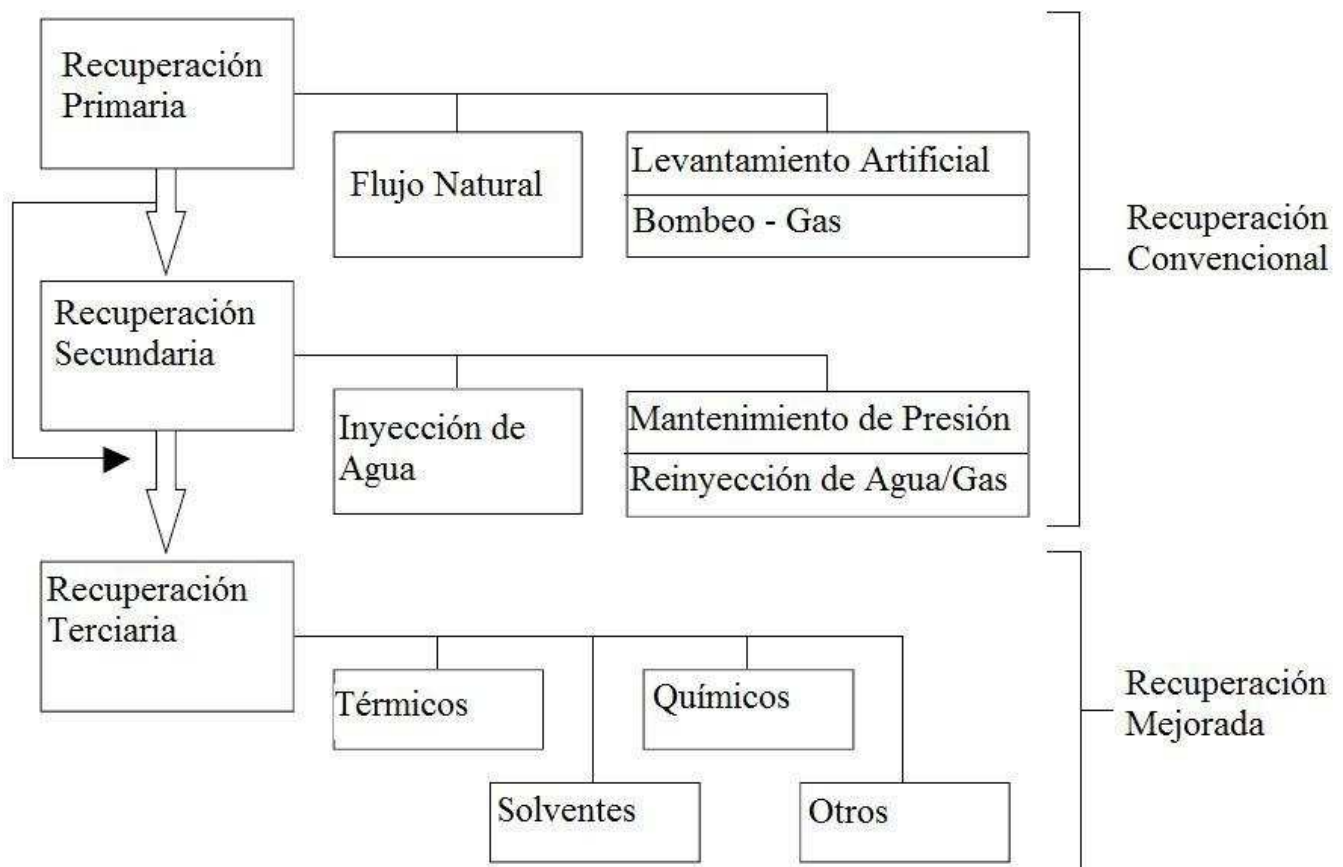 Recuperación
Primaria
Flujo Natural
Levantamiento Artificial
Bombeo - Gas
Recuperación
Convencional
Recuperación
Secundaria
Inyección de
Agua
Mantenimiento de Presión
Reinyección de Agua/Gas
Recuperación
Terciaria
Térmicos
Químicos
Solventes
Otros
Recuperación
Mejorada